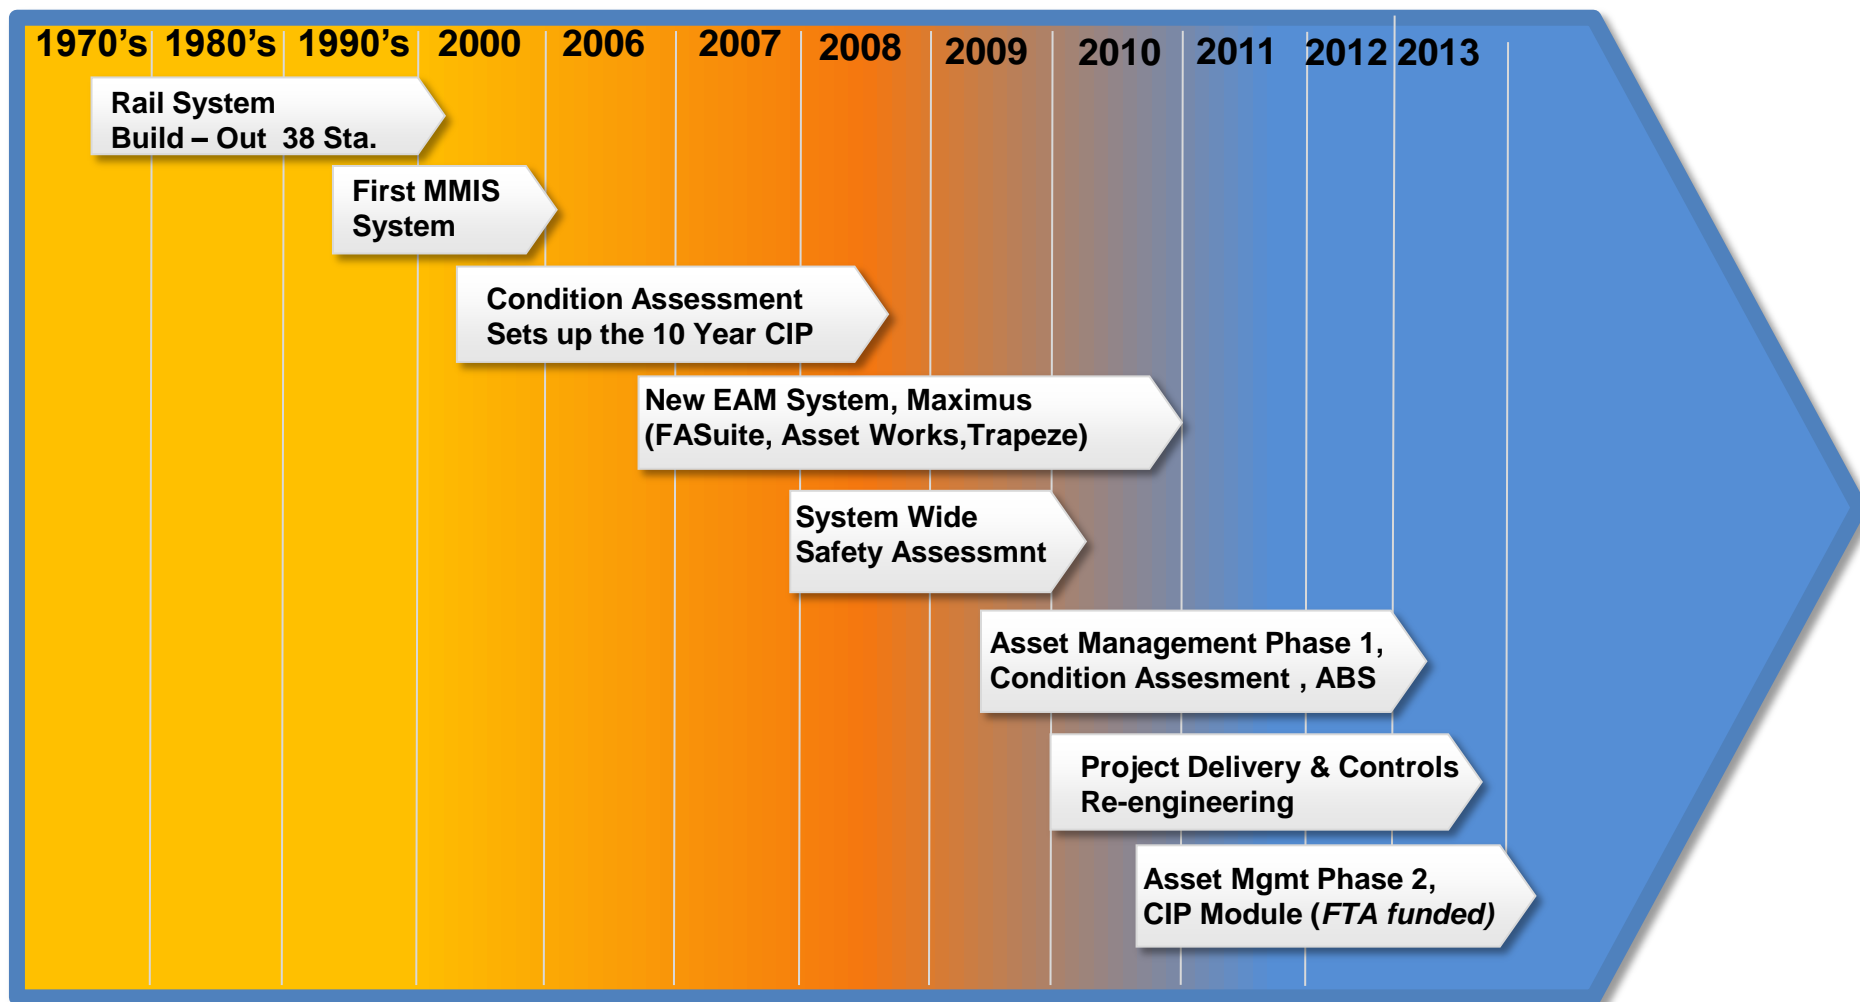 1970’s 1980’s 1990’s 2000 2006 2007 2008 2009 2010 2011 2012 2013
Rail System
Build – Out 38 Sta.
First MMIS
System
Condition Assessment
Sets up the 10 Year CIP
New EAM System, Maximus
(FASuite, Asset Works,Trapeze)
System Wide
Safety Assessmnt
Asset Management Phase 1,
Condition Assesment , ABS
Project Delivery & Controls
Re-engineering
Asset Mgmt Phase 2,
CIP Module (FTA funded)